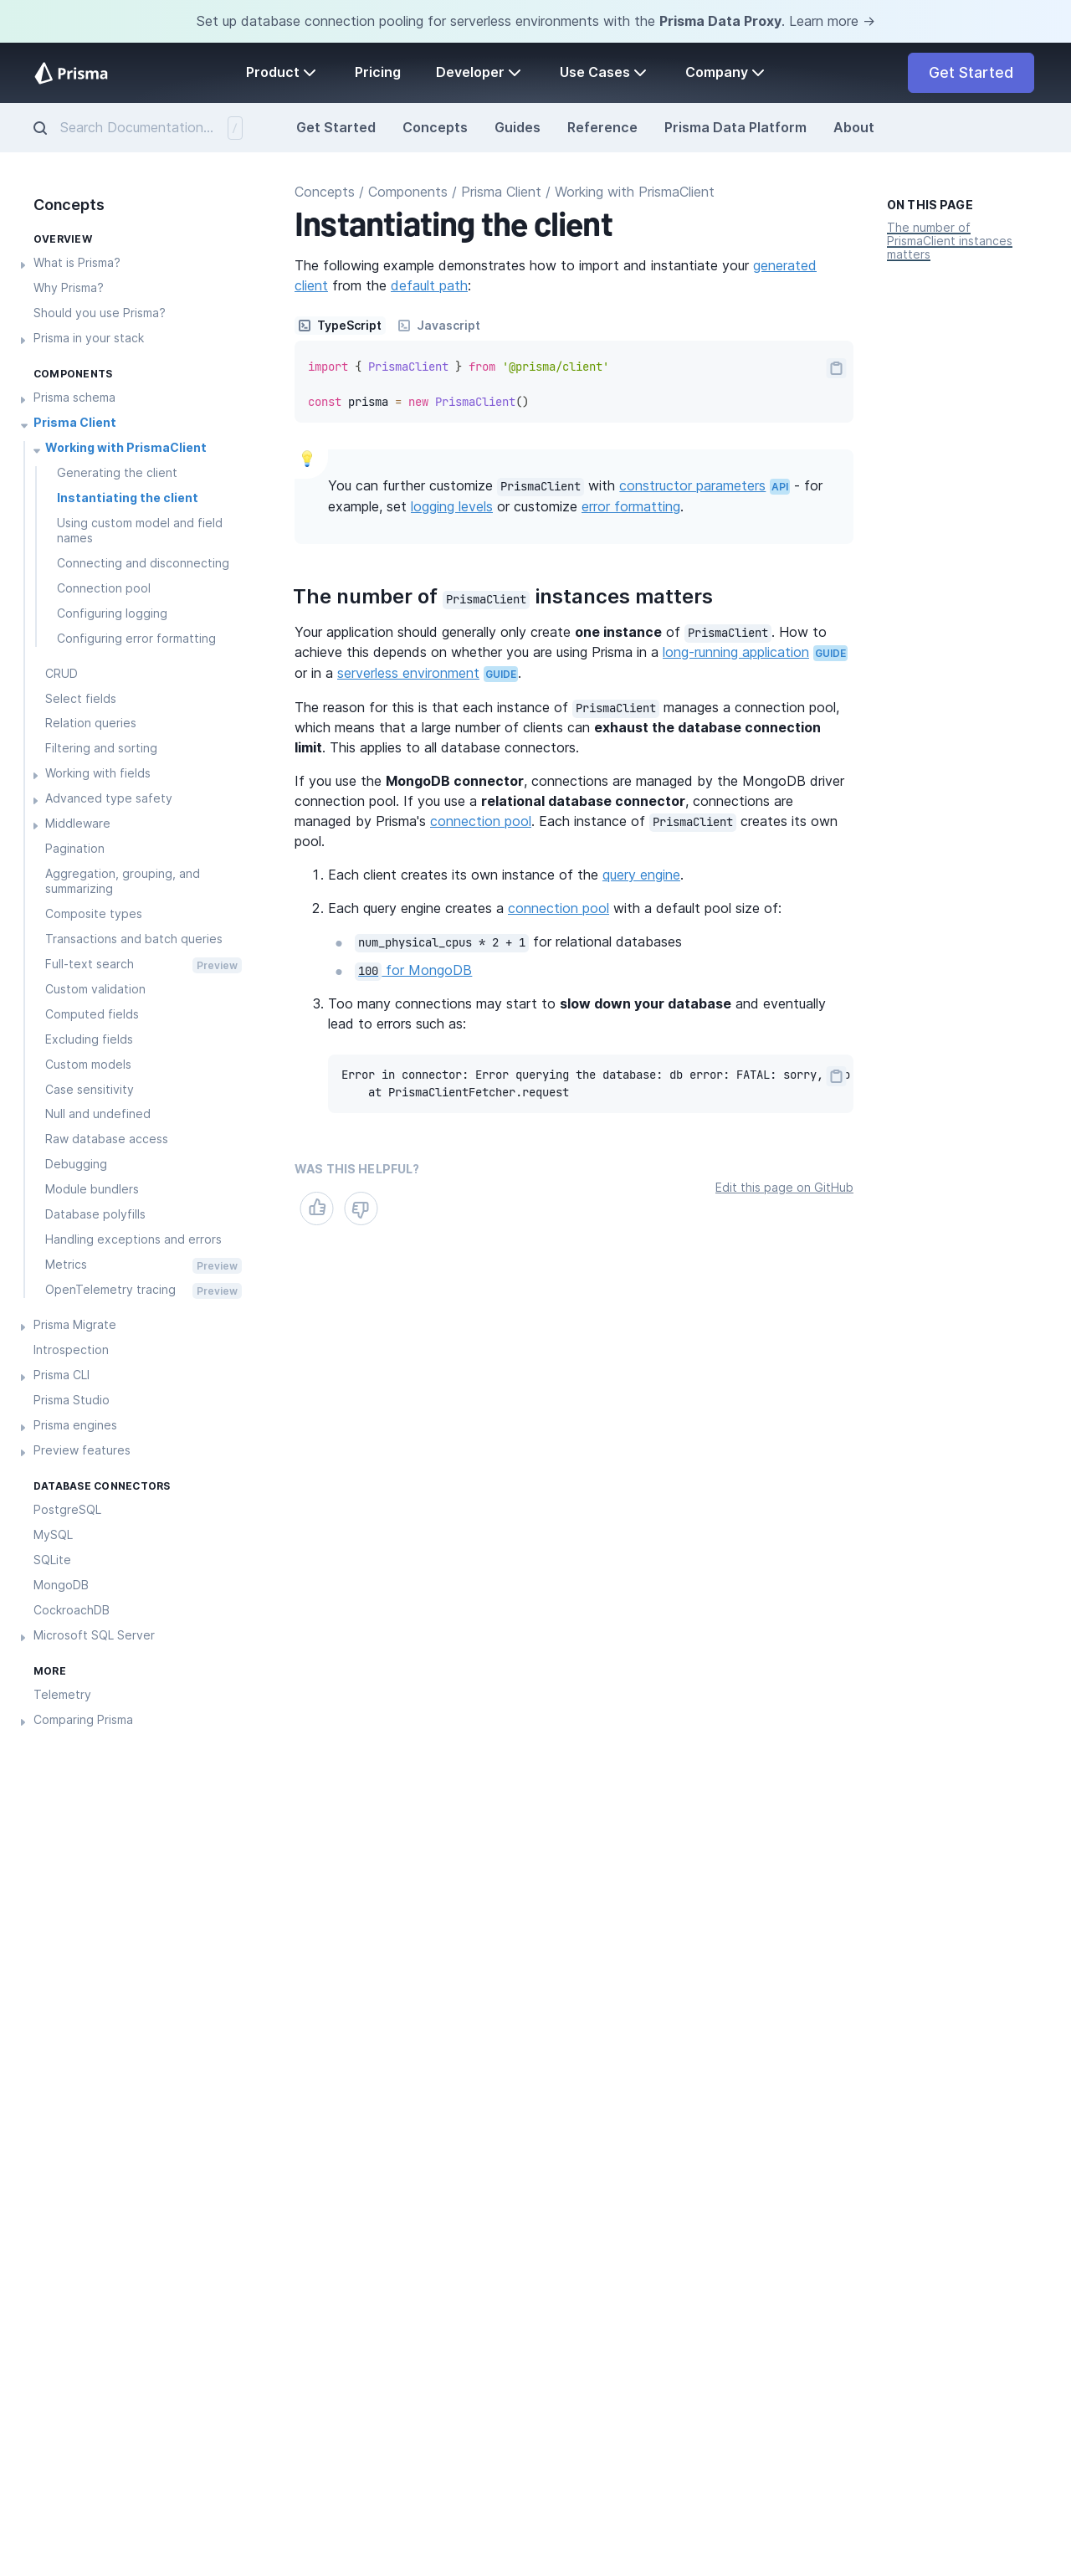 Set up database connection pooling for serverless environments with the Prisma Data Proxy. Learn more →
Prisma
Product
Pricing
Developer
Use Cases
Company
Get Started
Search Documentation...
/
Get Started
Concepts
Guides
Reference
Prisma Data Platform
About
Concepts
OVERVIEW
What is Prisma?
Why Prisma?
Should you use Prisma?
Prisma in your stack
COMPONENTS
Prisma schema
Prisma Client
Working with PrismaClient
Generating the client
Instantiating the client
Using custom model and field
names
Connecting and disconnecting
Connection pool
Configuring logging
Configuring error formatting
CRUD
Select fields
Relation queries
Filtering and sorting
Working with fields
Advanced type safety
Middleware
Pagination
Aggregation, grouping, and
summarizing
Composite types
Transactions and batch queries
Full-text search Preview
Custom validation
Computed fields
Excluding fields
Custom models
Case sensitivity
Null and undefined
Raw database access
Debugging
Module bundlers
Database polyfills
Handling exceptions and errors
Metrics Preview
OpenTelemetry tracing Preview
Prisma Migrate
Introspection
Prisma CLI
Prisma Studio
Prisma engines
Preview features
DATABASE CONNECTORS
PostgreSQL
MySQL
SQLite
MongoDB
CockroachDB
Microsoft SQL Server
MORE
Telemetry
Comparing Prisma
Concepts / Components / Prisma Client / Working with PrismaClient
Instantiating the client
The following example demonstrates how to import and instantiate your generated
client from the default path:
TypeScript
Javascript
import { PrismaClient } from '@prisma/client'
const prisma = new PrismaClient()
You can further customize PrismaClient with constructor parameters API - for
example, set logging levels or customize error formatting.
The number of PrismaClient instances matters
Your application should generally only create one instance of PrismaClient. How to
achieve this depends on whether you are using Prisma in a long-running application GUIDE
or in a serverless environment GUIDE.
The reason for this is that each instance of PrismaClient manages a connection pool,
which means that a large number of clients can exhaust the database connection
limit. This applies to all database connectors.
If you use the MongoDB connector, connections are managed by the MongoDB driver
connection pool. If you use a relational database connector, connections are
managed by Prisma's connection pool. Each instance of PrismaClient creates its own
pool.
1. Each client creates its own instance of the query engine.
2. Each query engine creates a connection pool with a default pool size of:
num_physical_cpus * 2 + 1 for relational databases
100 for MongoDB
3. Too many connections may start to slow down your database and eventually
lead to errors such as:
Error in connector: Error querying the database: db error: FATAL: sorry,
at PrismaClientFetcher.request
WAS THIS HELPFUL?
Edit this page on GitHub
ON THIS PAGE
The number of
PrismaClient instances
matters